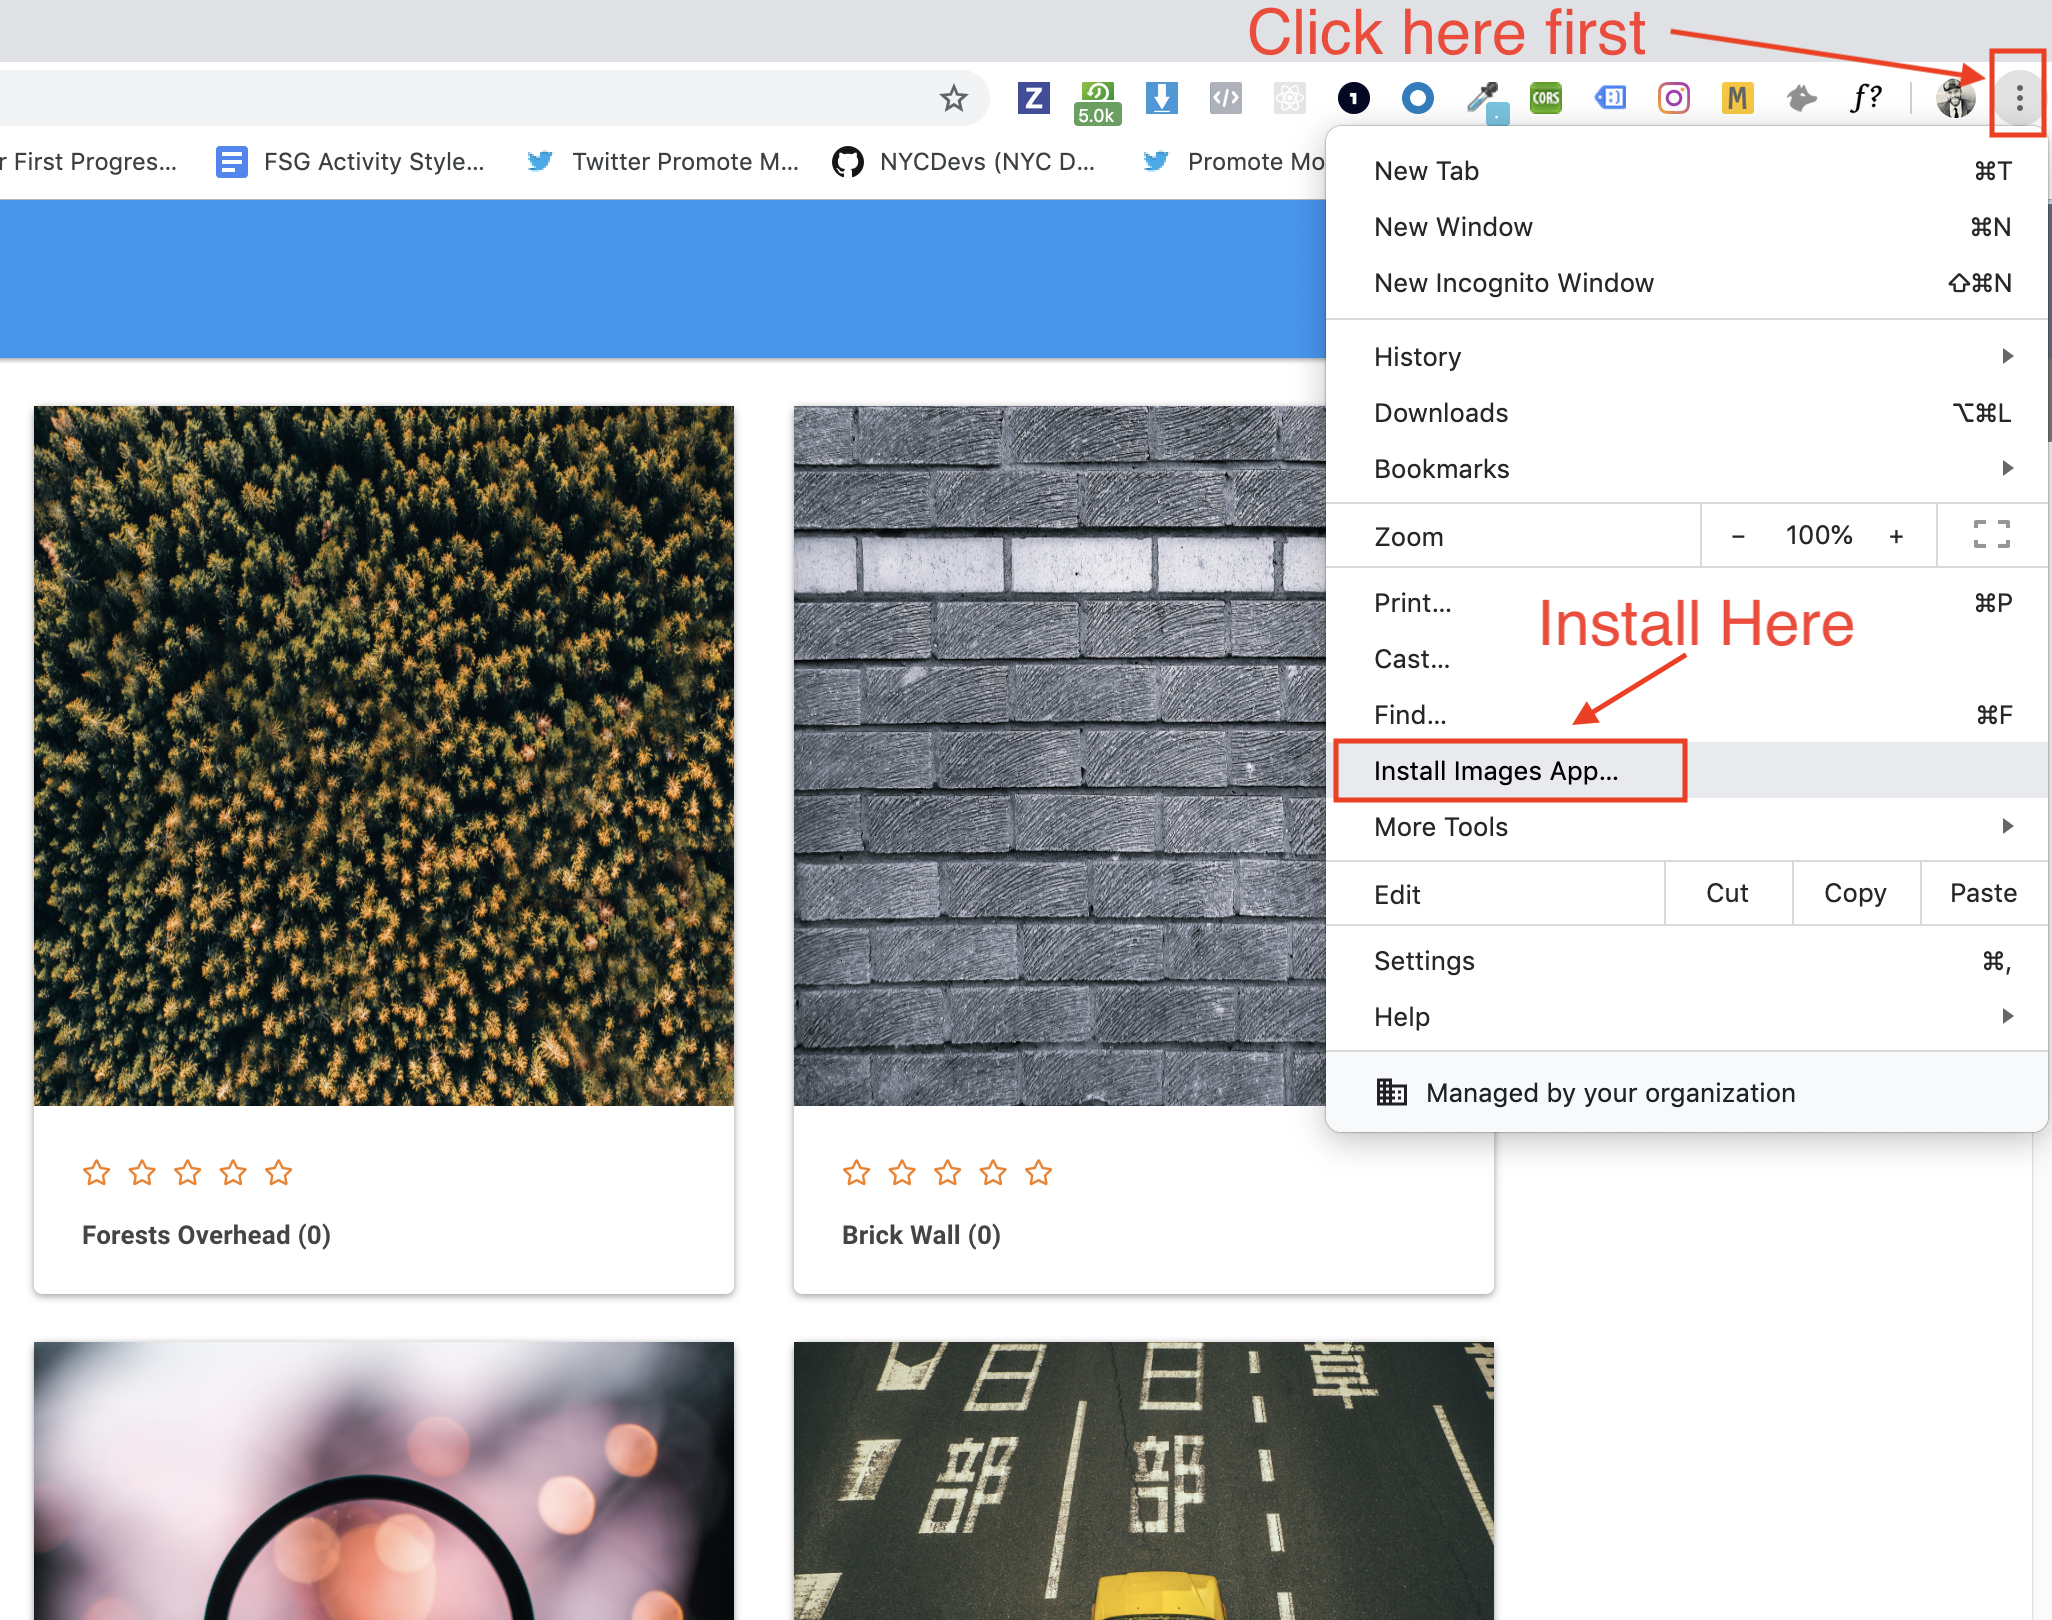 Click here first
Z
5.0k
</>
1
CORS
M
f?
r First Progres...
FSG Activity Style...
Twitter Promote M...
NYCDevs (NYC D...
Promote Mo
New Tab ⌘T
New Window ⌘N
New Incognito Window ⇧⌘N
History
Downloads ⌥⌘L
Bookmarks
Zoom − 100% +
Print... ⌘P
Install Here
Cast...
Find... ⌘F
Install Images App...
More Tools
Edit Cut Copy Paste
Settings ⌘,
Help
Managed by your organization
Forests Overhead (0)
Brick Wall (0)
部 部